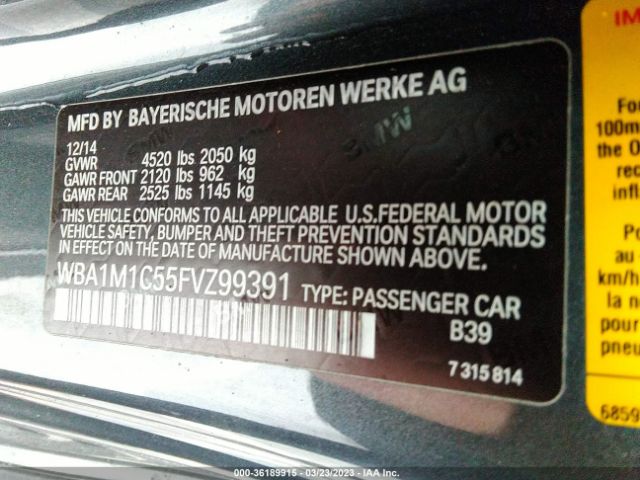 MFD BY BAYERISCHE MOTOREN WERKE AG
12/14
GVWR 4520 lbs 2050 kg
GAWR FRONT 2120 lbs 962 kg
GAWR REAR 2525 lbs 1145 kg
THIS VEHICLE CONFORMS TO ALL APPLICABLE U.S.FEDERAL MOTOR
VEHICLE SAFETY, BUMPER AND THEFT PREVENTION STANDARDS
IN EFFECT ON THE DATE OF MANUFACTURE SHOWN ABOVE.
WBA1M1C55FVZ99391 TYPE: PASSENGER CAR
B39
7 315 814
IM
For
100m
the O
rec
infl
Po
au
km/h
la n
pour
pneu
6859
000-36189915 - 03/23/2023 - IAA Inc.